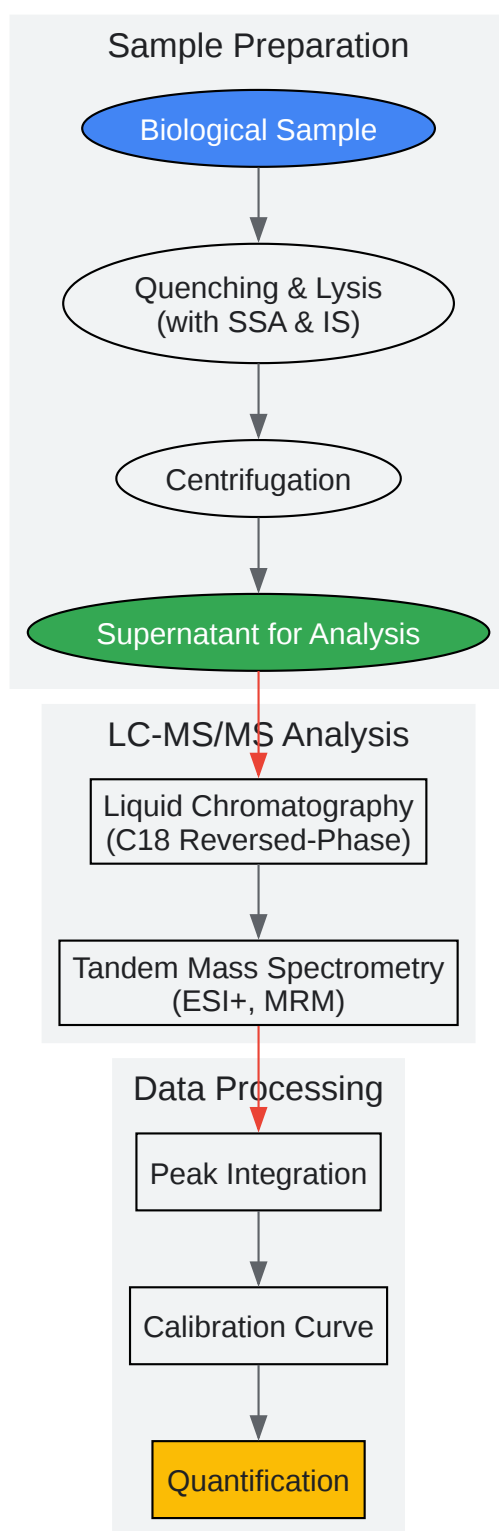 Sample Preparation
Biological Sample
Quenching & Lysis
(with SSA & IS)
Centrifugation
Supernatant for Analysis
LC-MS/MS Analysis
Liquid Chromatography
(C18 Reversed-Phase)
Tandem Mass Spectrometry
(ESI+, MRM)
Data Processing
Peak Integration
Calibration Curve
Quantification